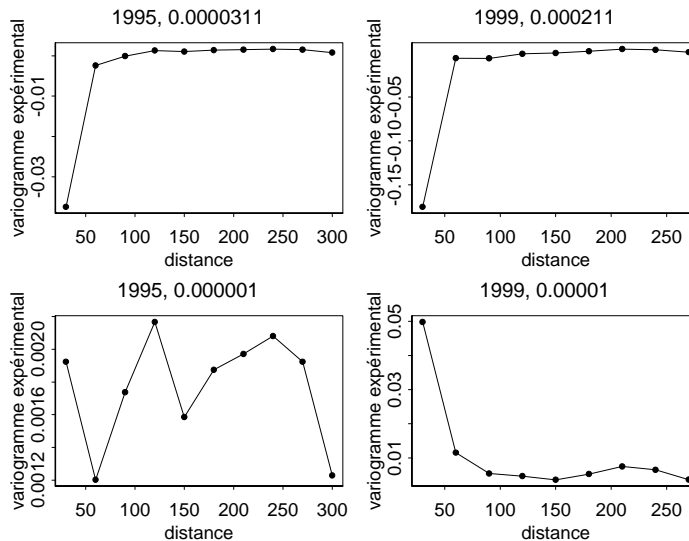 1995, 0.0000311
variogramme expérimental
-0.03
-0.01
50 100 150 200 250 300
distance
1999, 0.000211
variogramme expérimental
-0.15 -0.10 -0.05
50 100 150 200 250
distance
1995, 0.000001
variogramme expérimental
0.0012 0.0016 0.0020
50 100 150 200 250 300
distance
1999, 0.00001
variogramme expérimental
0.01 0.03 0.05
50 100 150 200 250
distance